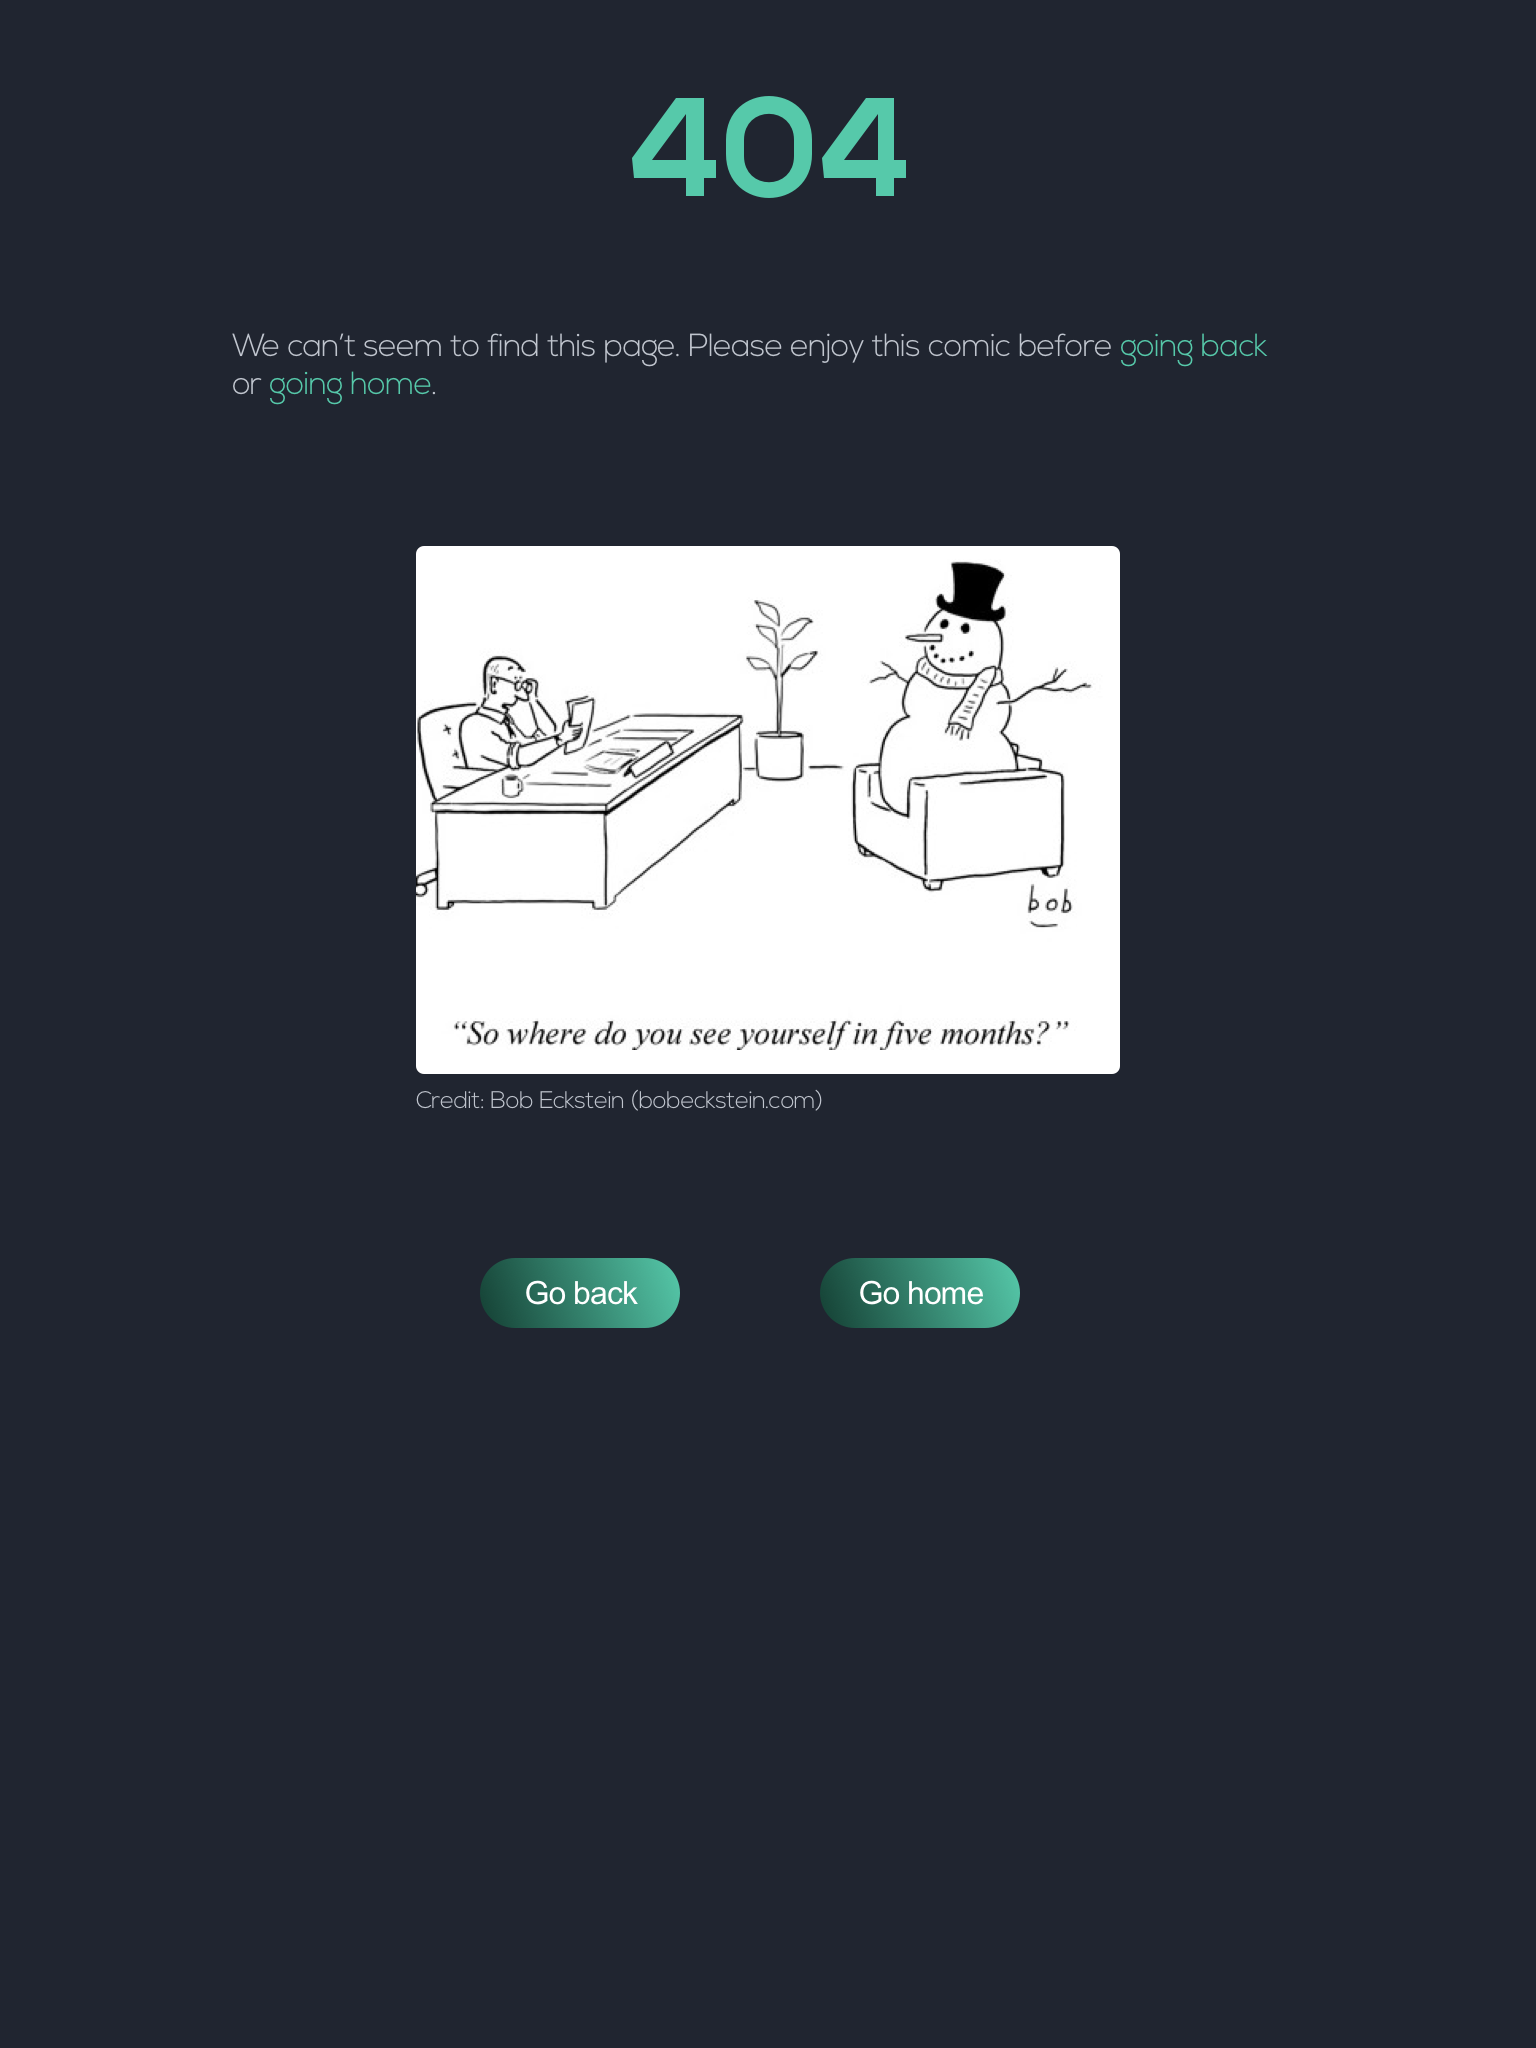 404
We can’t seem to find this page. Please enjoy this comic before going back
or going home.
bob
“So where do you see yourself in five months?”
Credit: Bob Eckstein (bobeckstein.com)
Go back
Go home